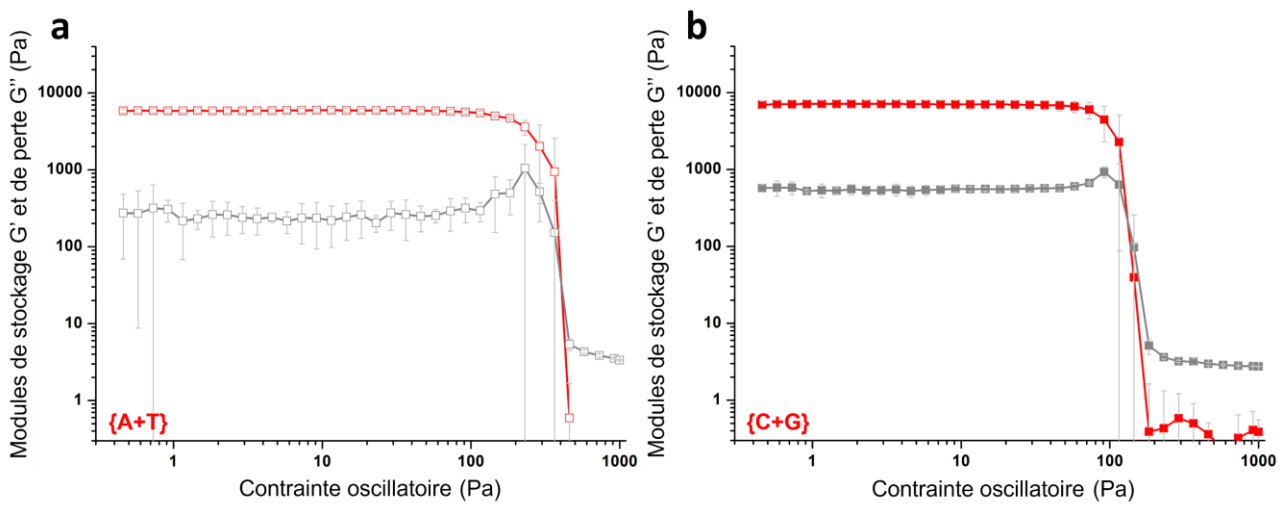 a
Modules de stockage G' et de perte G'' (Pa)
10000
1000
100
10
1
{A+T}
1
10
100
1000
Contrainte oscillatoire (Pa)
b
Modules de stockage G' et de perte G'' (Pa)
10000
1000
100
10
1
{C+G}
1
10
100
1000
Contrainte oscillatoire (Pa)